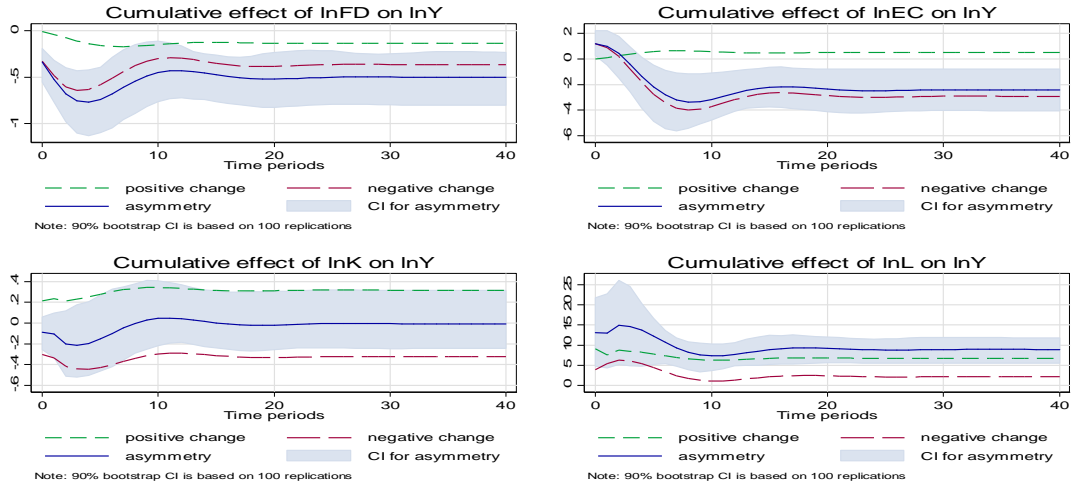 Cumulative effect of lnFD on lnY
0
-.5
-1
0 10 20 30 40
Time periods
positive change negative change
asymmetry CI for asymmetry
Note: 90% bootstrap CI is based on 100 replications
Cumulative effect of lnEC on lnY
2
0
-2
-4
-6
0 10 20 30 40
Time periods
positive change negative change
asymmetry CI for asymmetry
Note: 90% bootstrap CI is based on 100 replications
Cumulative effect of lnK on lnY
.4
.2
0
-.2
-.4
-.6
0 10 20 30 40
Time periods
positive change negative change
asymmetry CI for asymmetry
Note: 90% bootstrap CI is based on 100 replications
Cumulative effect of lnL on lnY
25
20
15
10
5
0
0 10 20 30 40
Time periods
positive change negative change
asymmetry CI for asymmetry
Note: 90% bootstrap CI is based on 100 replications